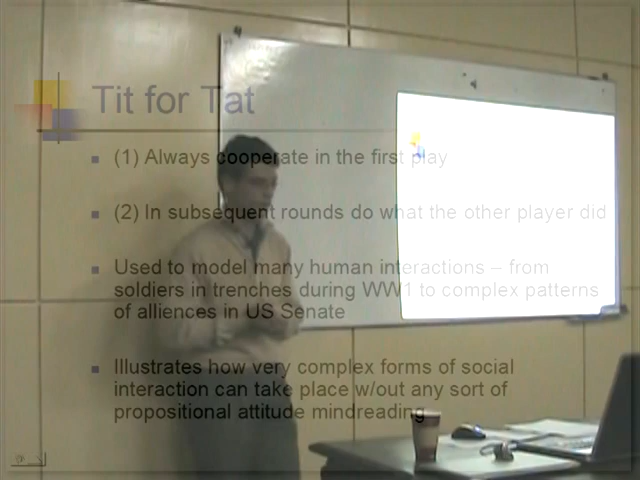 Tit for Tat
(1) Always cooperate in the first play
(2) In subsequent rounds do what the other player did
Used to model many human interactions – from
soldiers in trenches during WW1 to complex patterns
of alliences in US Senate
Illustrates how very complex forms of social
interaction can take place w/out any sort of
propositional attitude mindreading